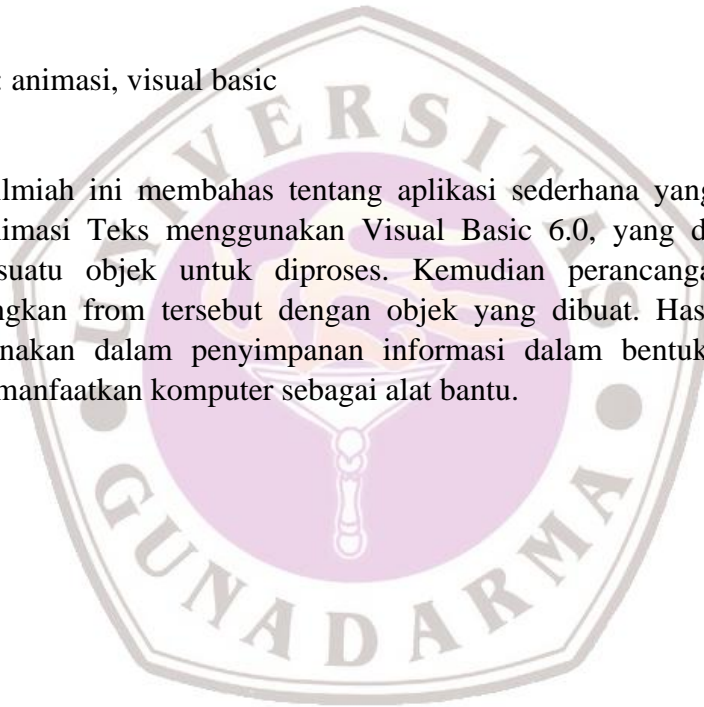 : animasi, visual basic
ilmiah ini membahas tentang aplikasi sederhana yang
imasi Teks menggunakan Visual Basic 6.0, yang d
suatu objek untuk diproses. Kemudian perancanga
ngkan from tersebut dengan objek yang dibuat. Has
nakan dalam penyimpanan informasi dalam bentuk
manfaatkan komputer sebagai alat bantu.
UNIVERSITAS
GUNADARMA